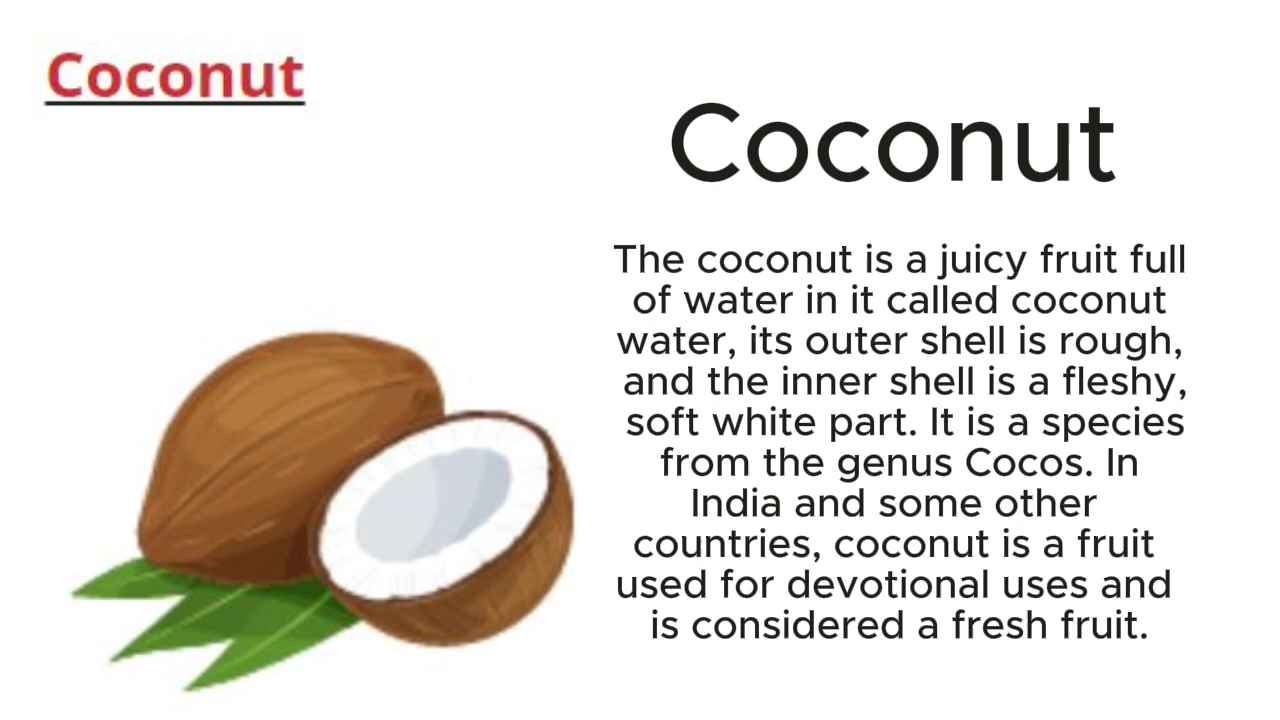 Coconut
Coconut
The coconut is a juicy fruit full
of water in it called coconut
water, its outer shell is rough,
and the inner shell is a fleshy,
soft white part. It is a species
from the genus Cocos. In
India and some other
countries, coconut is a fruit
used for devotional uses and
is considered a fresh fruit.